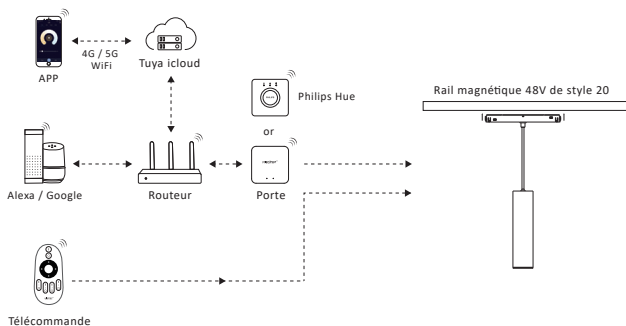 4G / 5G
WiFi
APP
Tuya icloud
Philips Hue
or
Rail magnétique 48V de style 20
Alexa / Google
Routeur
Porte
Télécommande